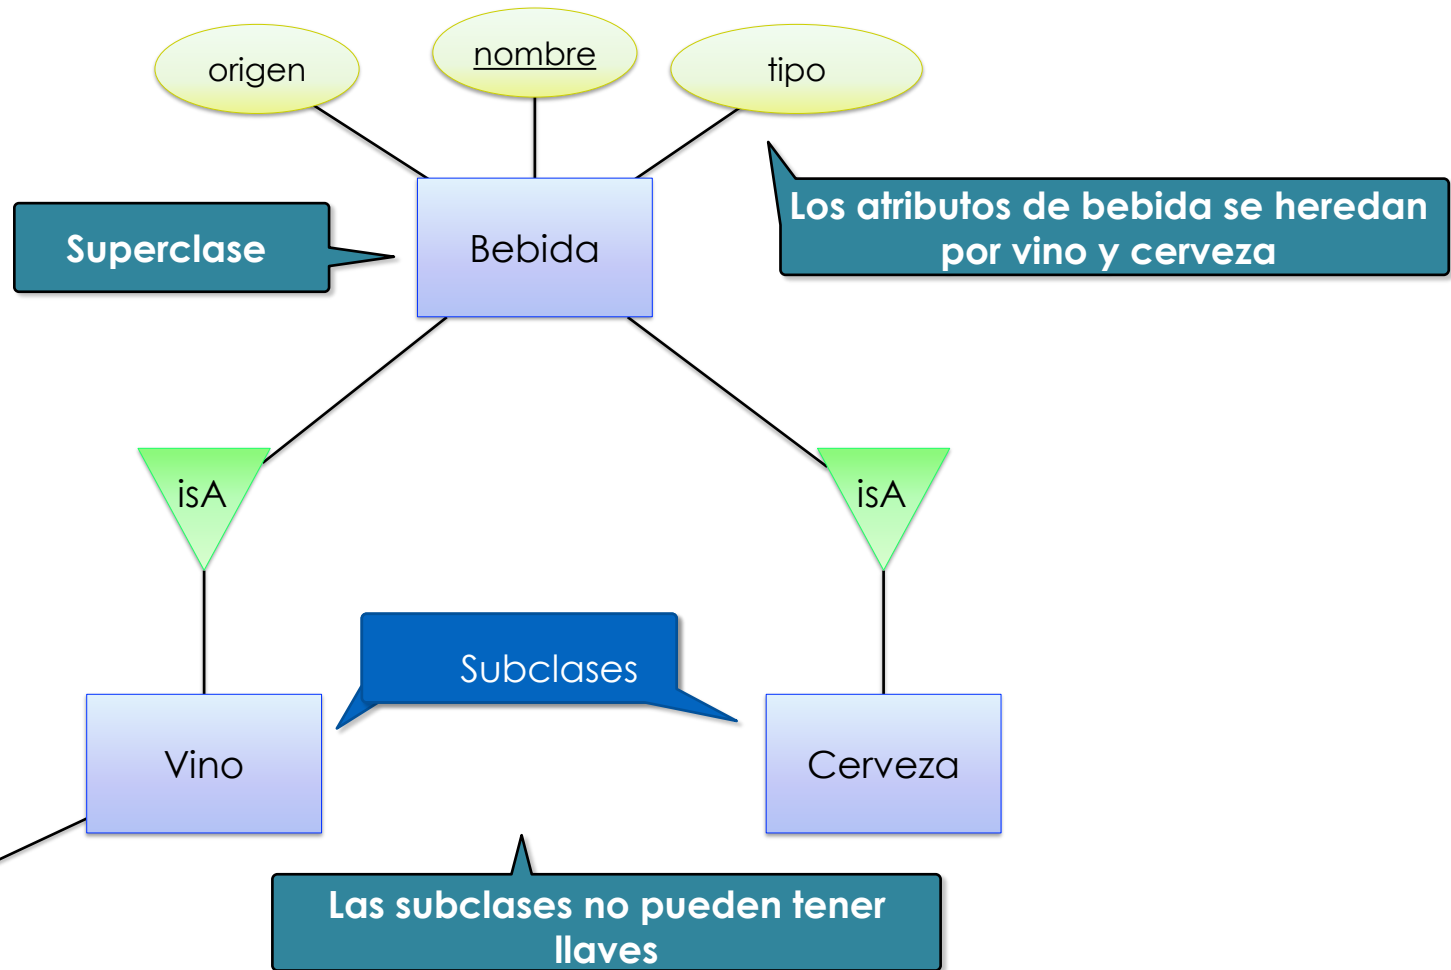 origen
nombre
tipo
Superclase
Bebida
Los atributos de bebida se heredan
por vino y cerveza
isA
isA
Subclases
Vino
Cerveza
Las subclases no pueden tener
llaves